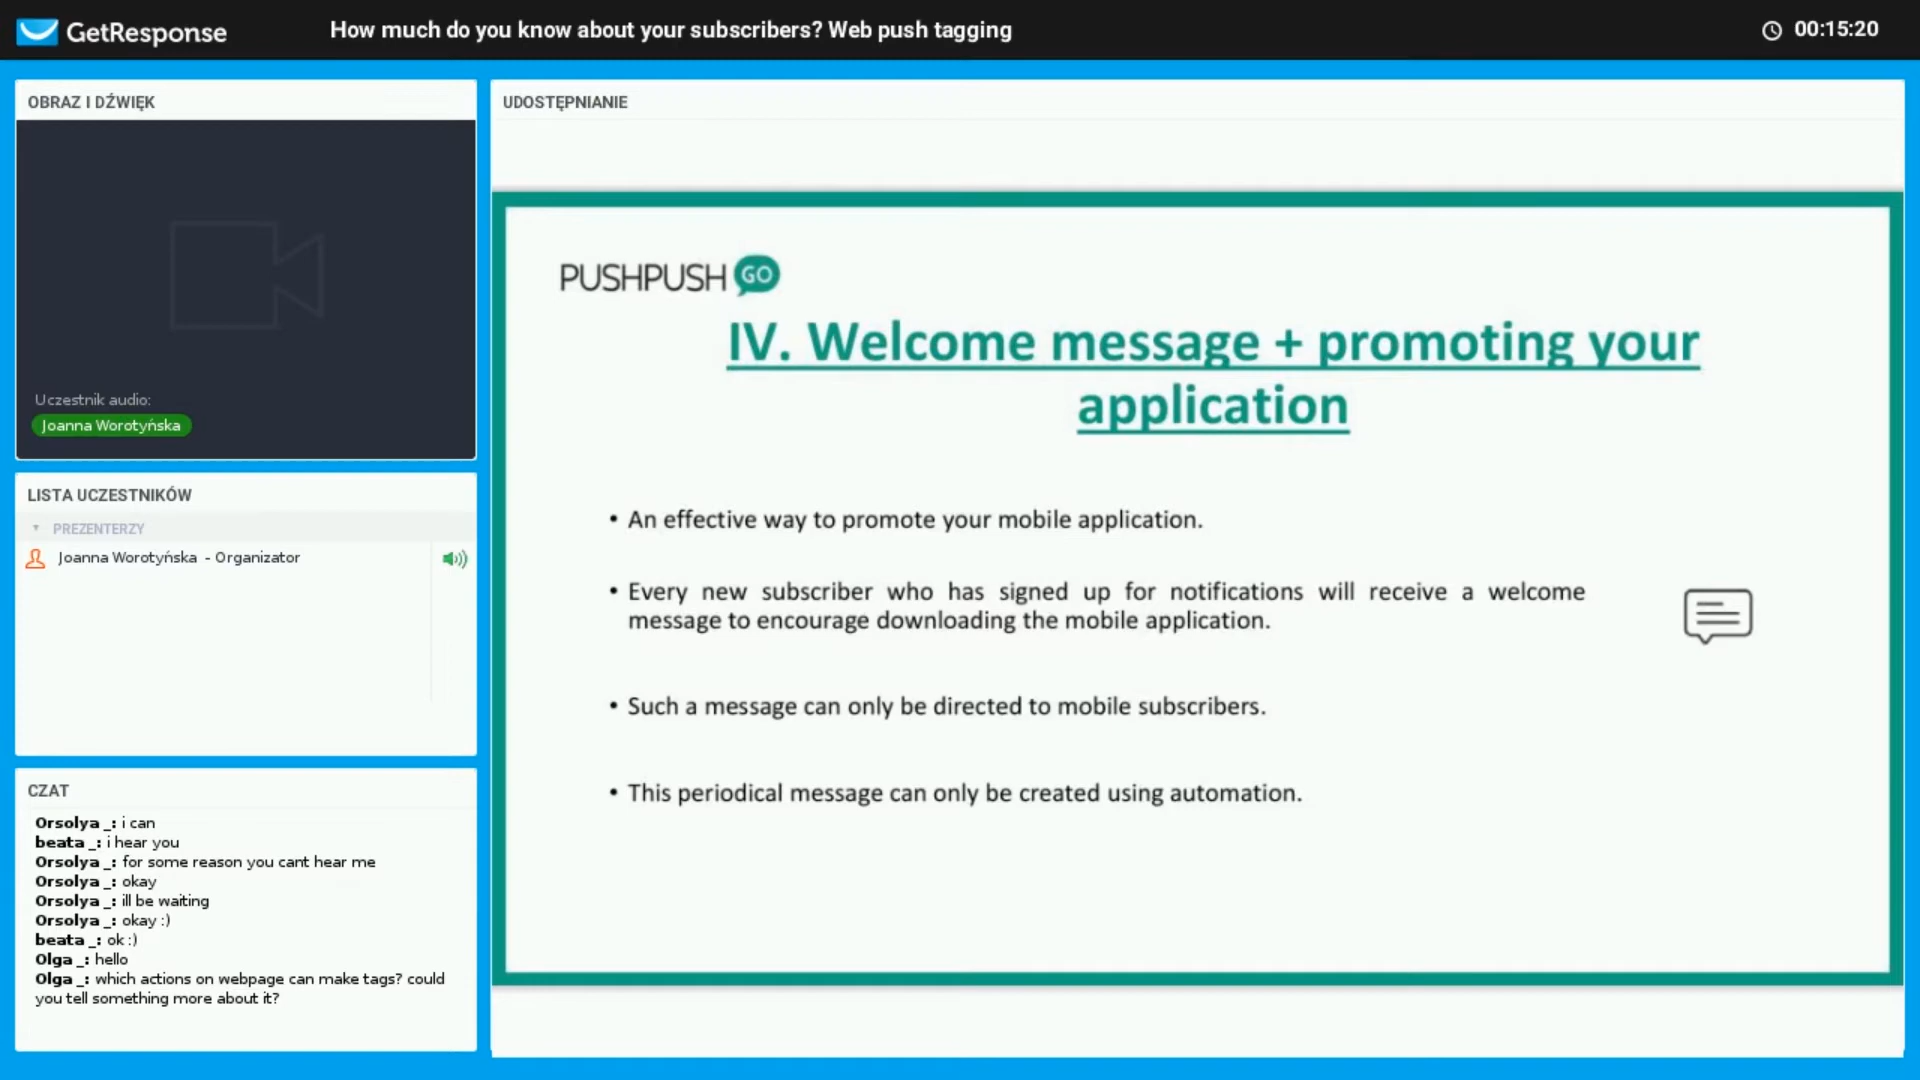 GetResponse
How much do you know about your subscribers? Web push tagging
00:15:20
OBRAZ I DŹWIĘK
Uczestnik audio:
Joanna Worotyńska
LISTA UCZESTNIKÓW
PREZENTERZY
Joanna Worotyńska - Organizator
CZAT
Orsolya _: i can
beata _: i hear you
Orsolya _: for some reason you cant hear me
Orsolya _: okay
Orsolya _: ill be waiting
Orsolya _: okay :)
beata _: ok :)
Olga _: hello
Olga _: which actions on webpage can make tags? could
you tell something more about it?
UDOSTĘPNIANIE
PUSHPUSH GO
IV. Welcome message + promoting your
application
• An effective way to promote your mobile application.
• Every new subscriber who has signed up for notifications will receive a welcome
message to encourage downloading the mobile application.
• Such a message can only be directed to mobile subscribers.
• This periodical message can only be created using automation.